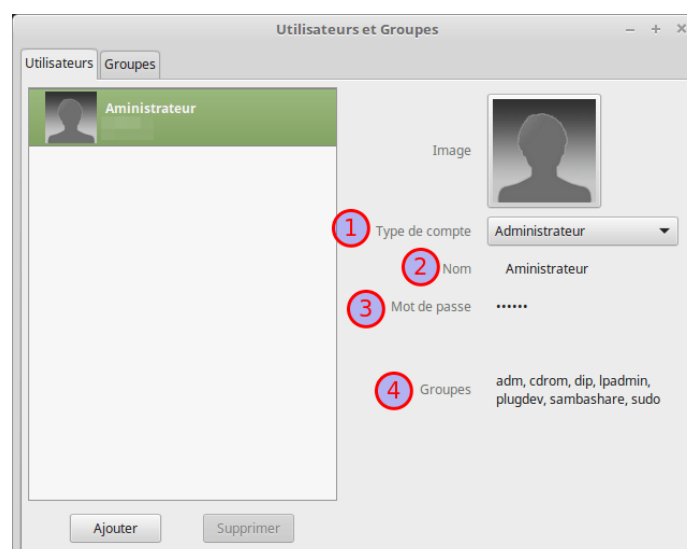 Utilisateurs et Groupes
Utilisateurs Groupes
Aministrateur
Image
1 Type de compte Administrateur
2 Nom Aministrateur
3 Mot de passe ••••••
4 Groupes adm, cdrom, dip, lpadmin,
plugdev, sambashare, sudo
Ajouter Supprimer